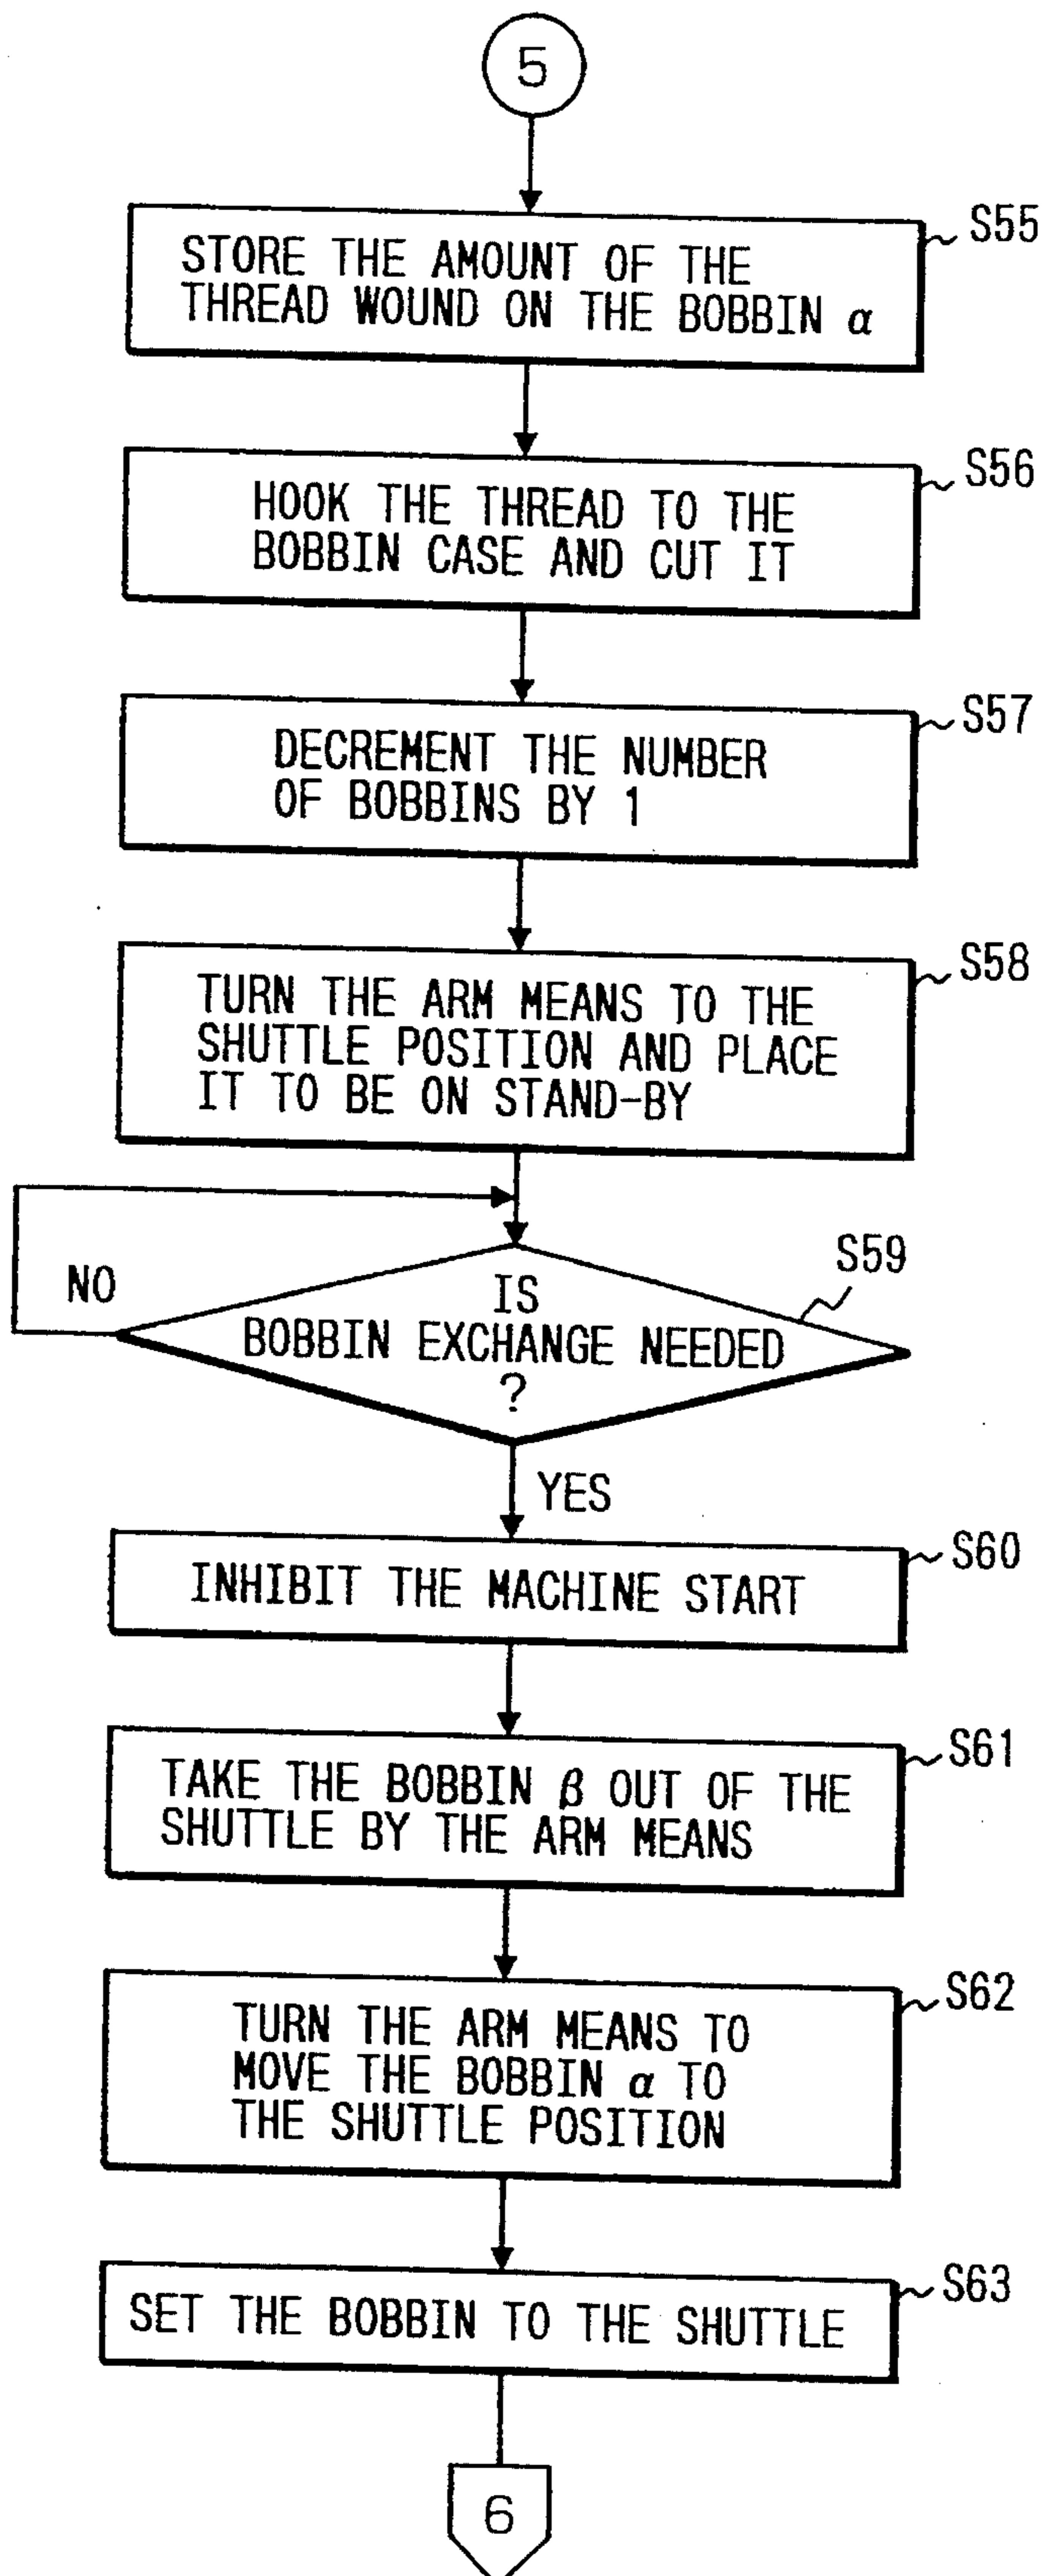 5
S55
STORE THE AMOUNT OF THE
THREAD WOUND ON THE BOBBIN α
S56
HOOK THE THREAD TO THE
BOBBIN CASE AND CUT IT
S57
DECREMENT THE NUMBER
OF BOBBINS BY 1
S58
TURN THE ARM MEANS TO THE
SHUTTLE POSITION AND PLACE
IT TO BE ON STAND-BY
S59
NO
IS
BOBBIN EXCHANGE NEEDED
?
YES
S60
INHIBIT THE MACHINE START
S61
TAKE THE BOBBIN β OUT OF THE
SHUTTLE BY THE ARM MEANS
S62
TURN THE ARM MEANS TO
MOVE THE BOBBIN α TO
THE SHUTTLE POSITION
S63
SET THE BOBBIN TO THE SHUTTLE
6